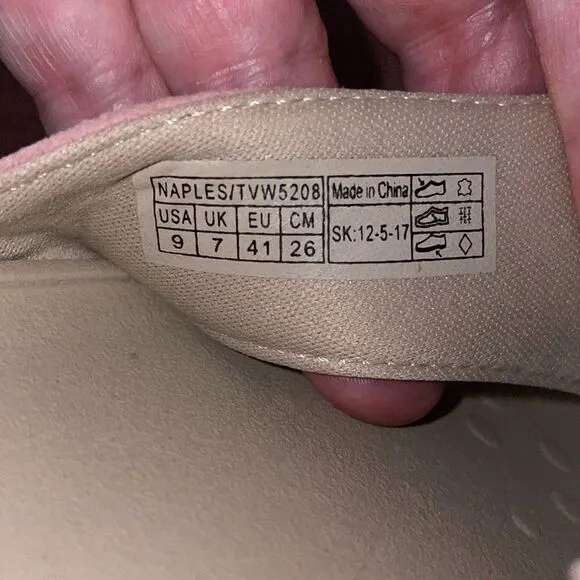 NAPLES/TVW5208 Made in China
USA UK EU CM
9 7 41 26
SK:12-5-17